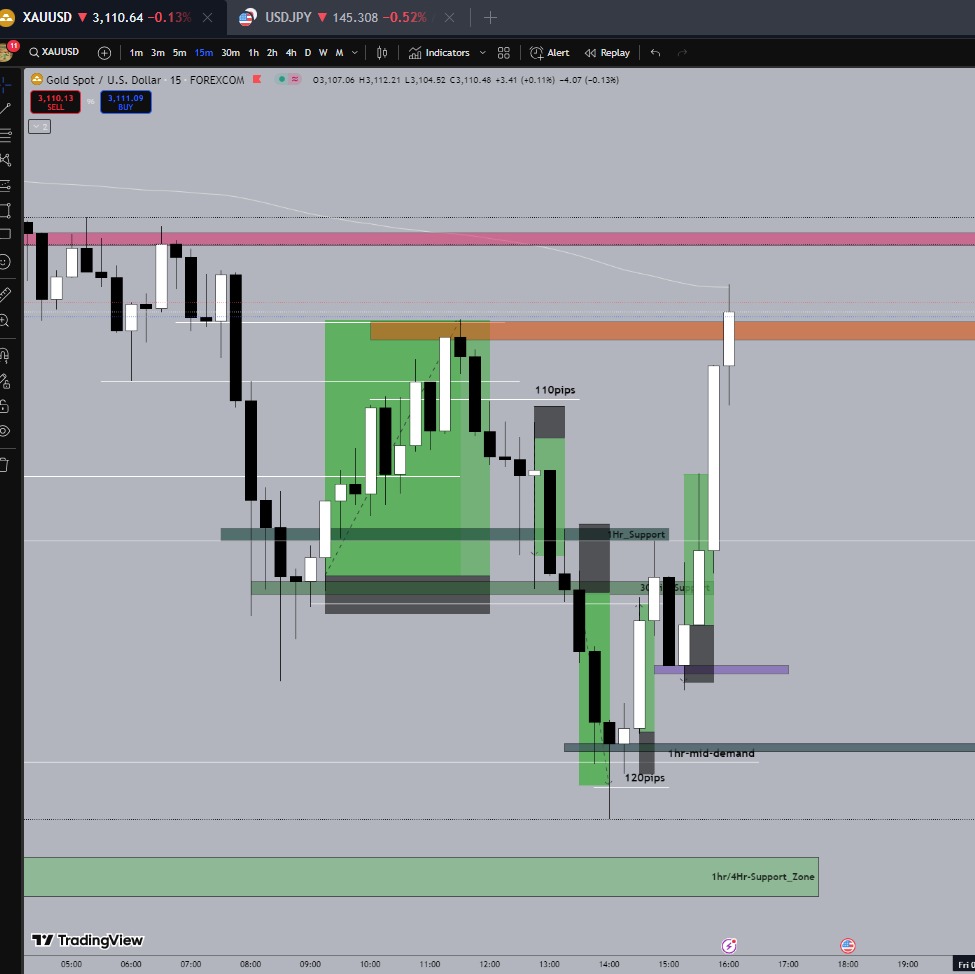 XAUUSD ▼ 3,110.64 −0.13%
USDJPY ▼ 145.308 −0.52%
11
XAUUSD
1m 3m 5m 15m 30m 1h 2h 4h D W M
Indicators
Alert
Replay
Gold Spot / U.S. Dollar · 15 · FOREXCOM
O3,107.06 H3,112.21 L3,104.52 C3,110.48 +3.41 (+0.11%) −4.07 (−0.13%)
3,110.13
SELL
96
3,111.09
BUY
2
110pips
1Hr_Support
1hr-mid-demand
120pips
1hr/4Hr-Support_Zone
TradingView
05:00 06:00 07:00 08:00 09:00 10:00 11:00 12:00 13:00 14:00 15:00 16:00 17:00 18:00 19:00 Fri